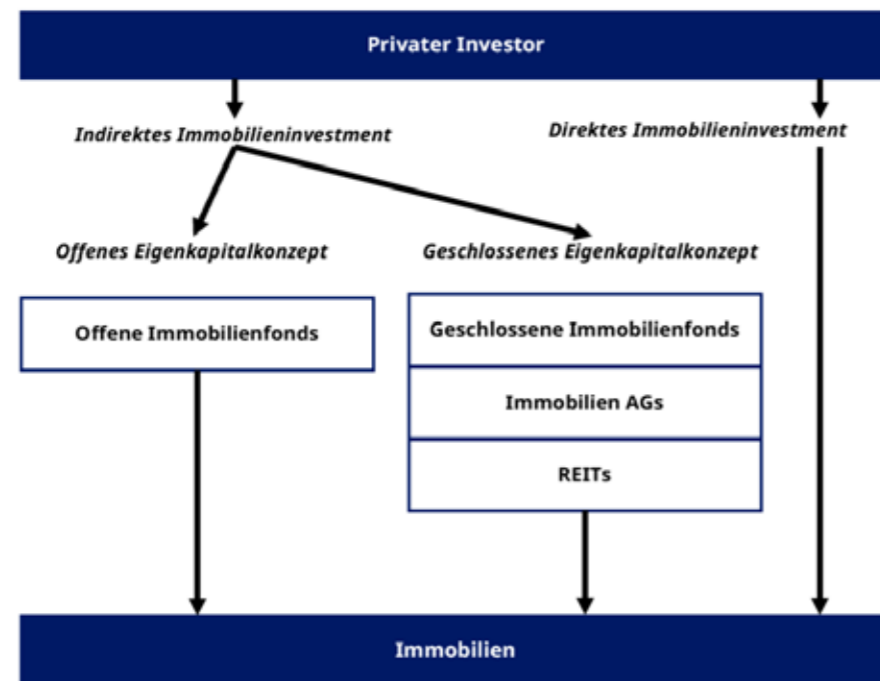 Privater Investor
Indirektes Immobilieninvestment
Direktes Immobilieninvestment
Offenes Eigenkapitalkonzept
Geschlossenes Eigenkapitalkonzept
Offene Immobilienfonds
Geschlossene Immobilienfonds
Immobilien AGs
REITs
Immobilien